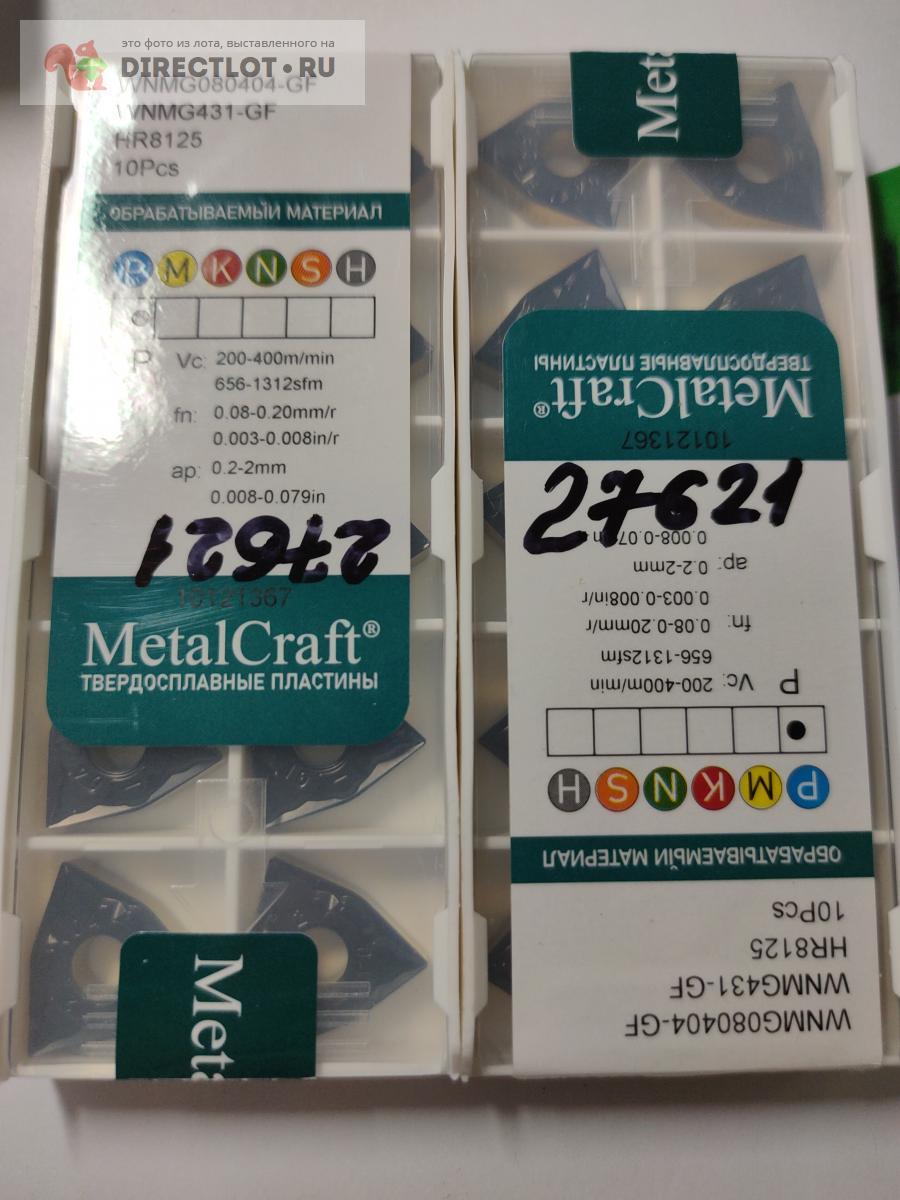 это фото из лота, выставленного на
DIRECTLOT.RU
WNMG080404-GF
WNMG431-GF
HR8125
10Pcs
ОБРАБАТЫВАЕМЫЙ МАТЕРИАЛ
P M K N S H
P Vc: 200-400m/min
656-1312sfm
fn: 0.08-0.20mm/r
0.003-0.008in/r
ap: 0.2-2mm
0.008-0.079in
27621
10121367
MetalCraft®
ТВЕРДОСПЛАВНЫЕ ПЛАСТИНЫ
Meta
Meta
WNMG080404-GF
WNMG431-GF
HR8125
10Pcs
ОБРАБАТЫВАЕМЫЙ МАТЕРИАЛ
P M K N S H
P Vc: 200-400m/min
656-1312sfm
fn: 0.08-0.20mm/r
0.003-0.008in/r
ap: 0.2-2mm
27621
10121367
MetalCraft®
ТВЕРДОСПЛАВНЫЕ ПЛАСТИНЫ